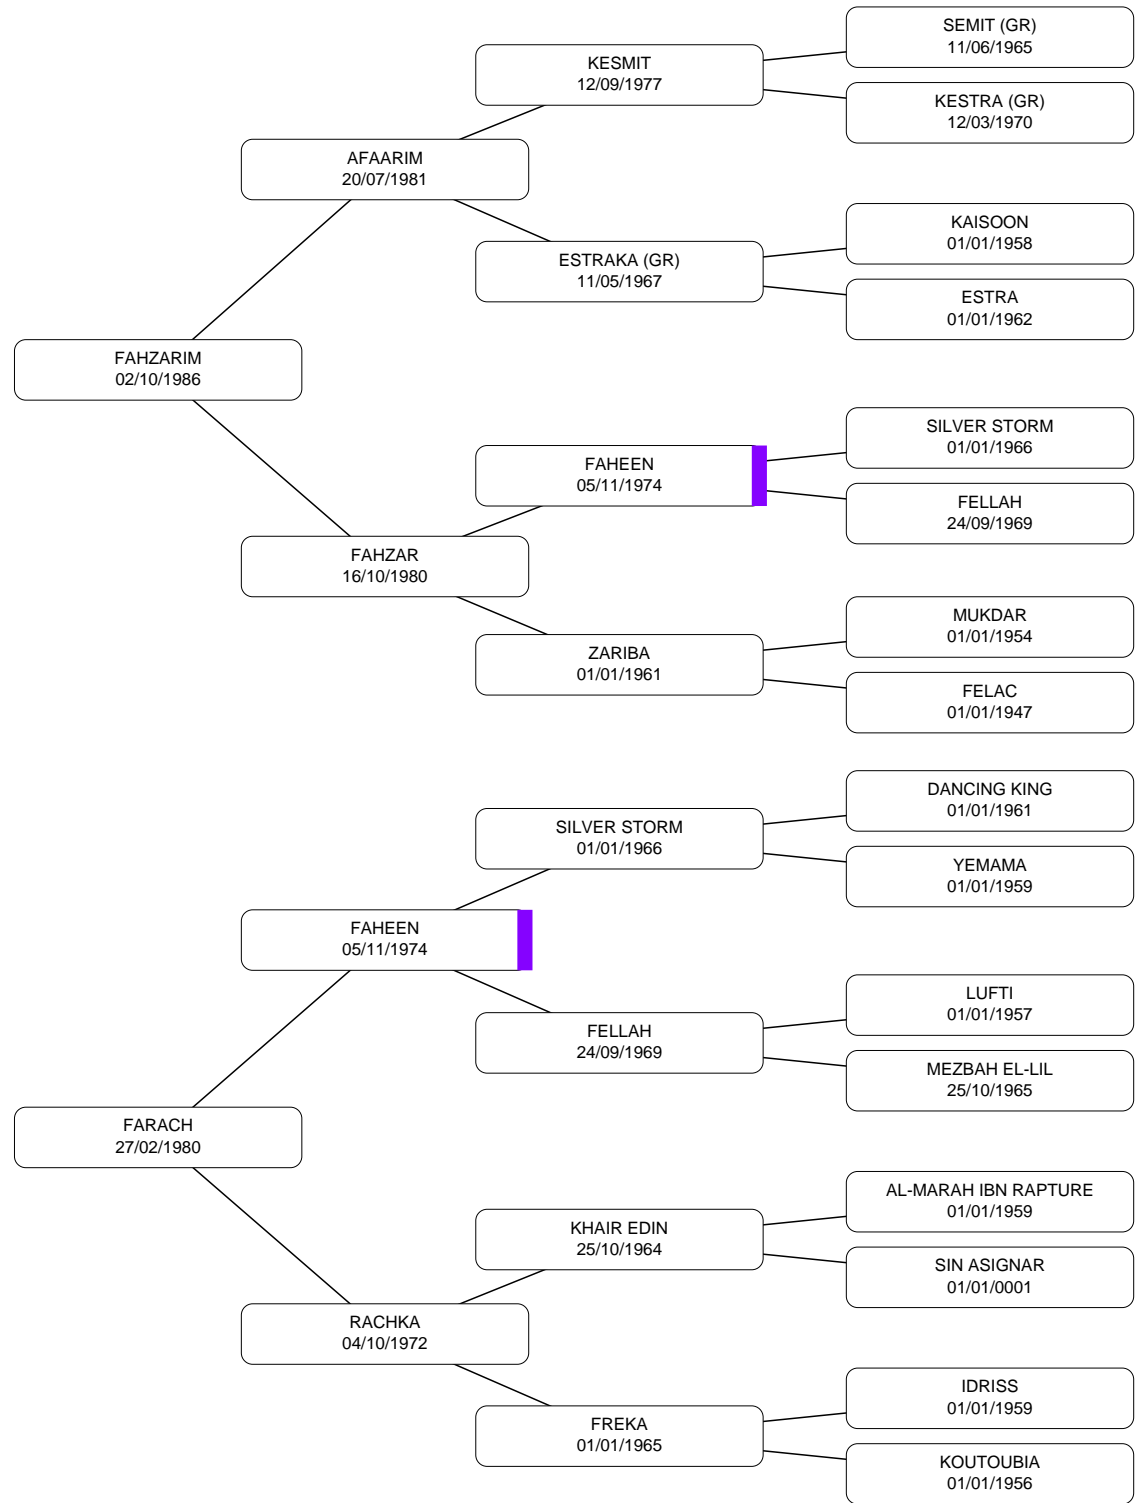 SEMIT (GR)
11/06/1965
KESMIT
12/09/1977
KESTRA (GR)
12/03/1970
AFAARIM
20/07/1981
KAISOON
01/01/1958
ESTRAKA (GR)
11/05/1967
ESTRA
01/01/1962
FAHZARIM
02/10/1986
SILVER STORM
01/01/1966
FAHEEN
05/11/1974
FELLAH
24/09/1969
FAHZAR
16/10/1980
MUKDAR
01/01/1954
ZARIBA
01/01/1961
FELAC
01/01/1947
DANCING KING
01/01/1961
SILVER STORM
01/01/1966
YEMAMA
01/01/1959
FAHEEN
05/11/1974
LUFTI
01/01/1957
FELLAH
24/09/1969
MEZBAH EL-LIL
25/10/1965
FARACH
27/02/1980
AL-MARAH IBN RAPTURE
01/01/1959
KHAIR EDIN
25/10/1964
SIN ASIGNAR
01/01/0001
RACHKA
04/10/1972
IDRISS
01/01/1959
FREKA
01/01/1965
KOUTOUBIA
01/01/1956